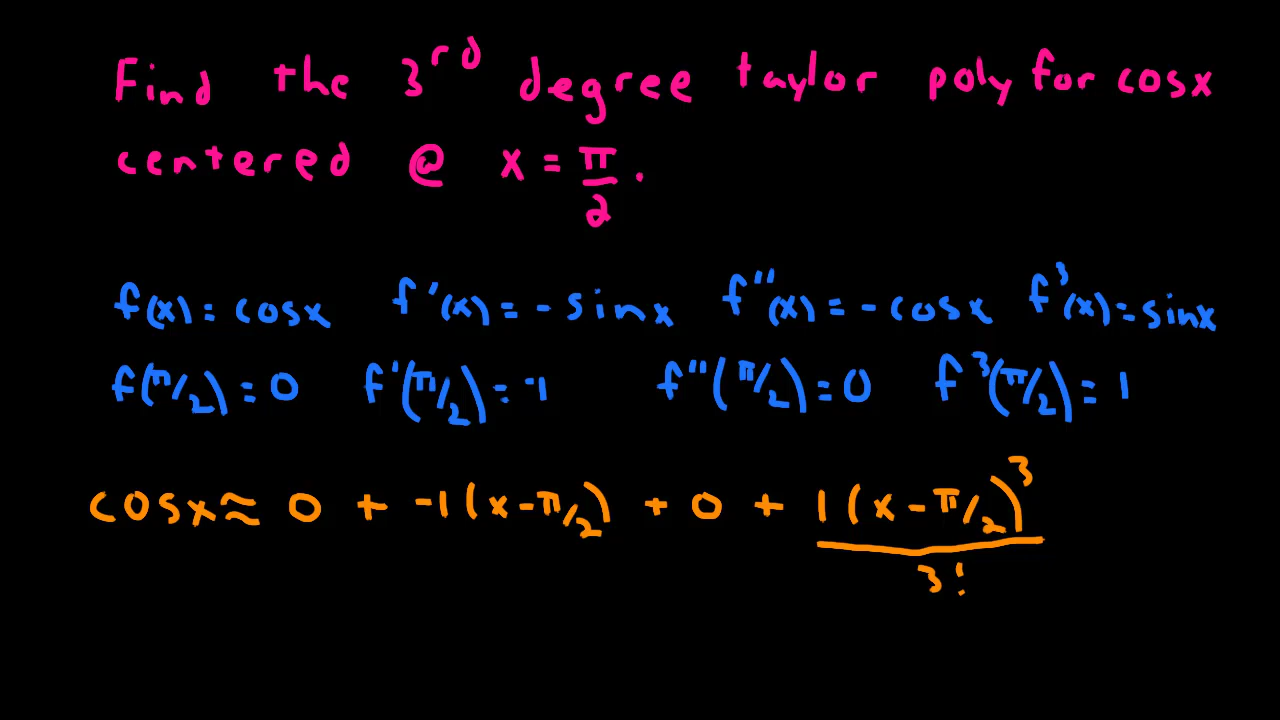 Find the 3rd degree taylor poly for cosx
centered @ x = π/2.
f(x) = cosx f'(x) = -sinx f''(x) = -cosx f³(x) = sinx
f(π/2) = 0 f'(π/2) = -1 f''(π/2) = 0 f³(π/2) = 1
cosx ≈ 0 + -1(x-π/2) + 0 + 1(x-π/2)³/3!